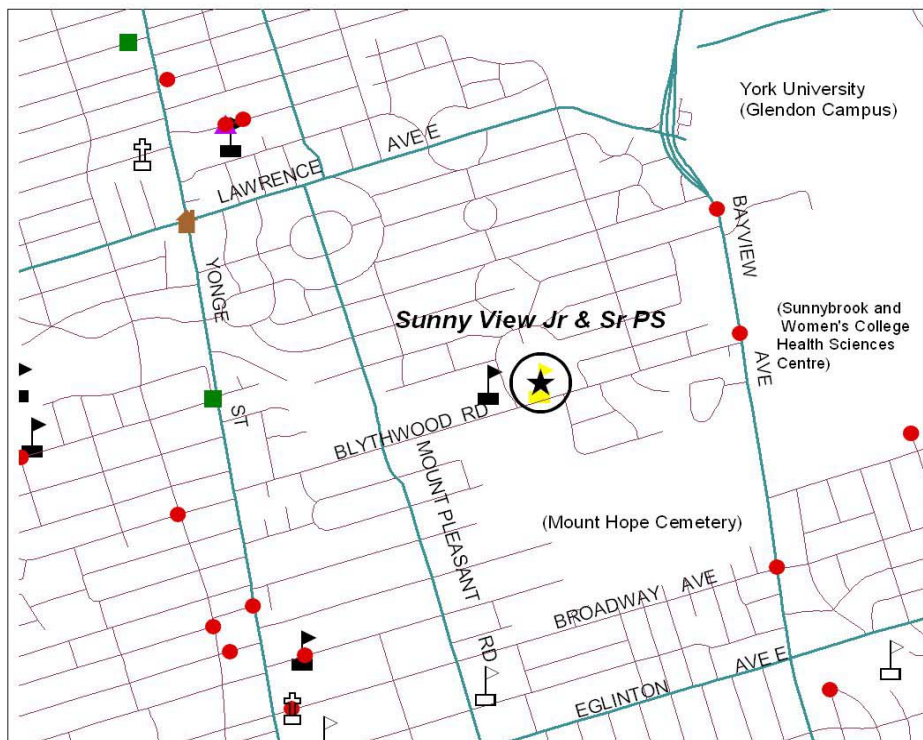 York University
(Glendon Campus)
LAWRENCE AVE E
BAYVIEW AVE
YONGE ST
Sunny View Jr & Sr PS
(Sunnybrook and
Women's College
Health Sciences
Centre)
BLYTHWOOD RD
MOUNT PLEASANT RD
(Mount Hope Cemetery)
BROADWAY AVE
EGLINTON AVE E